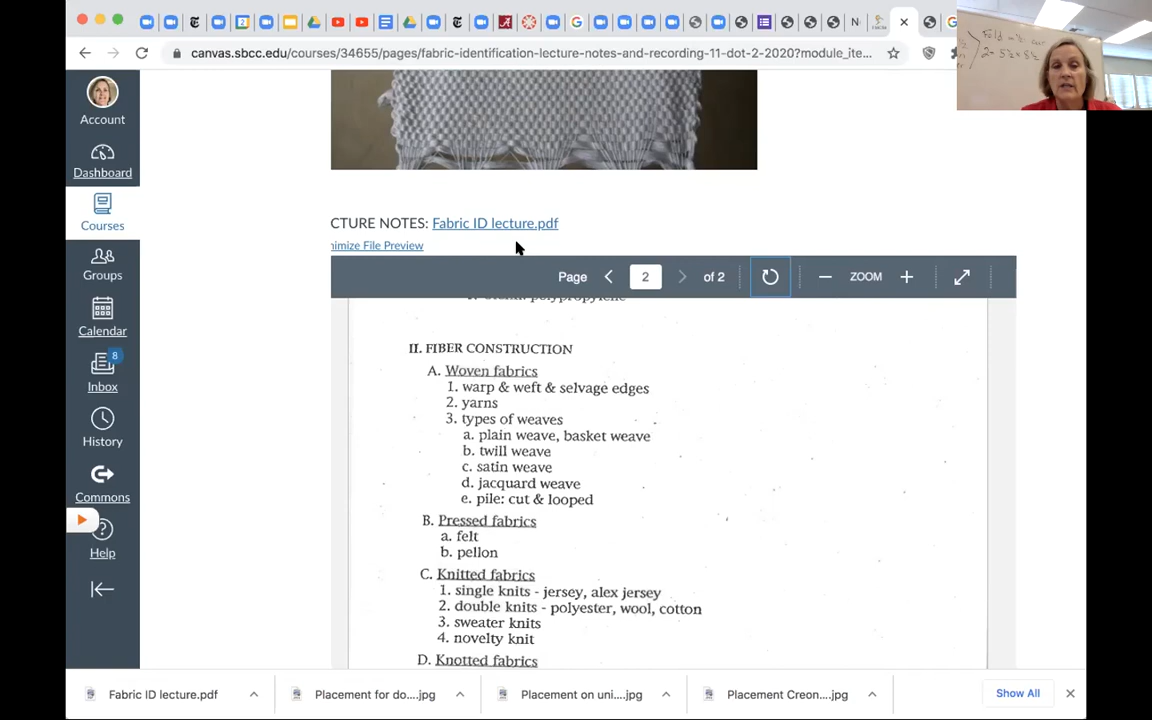 canvas.sbcc.edu/courses/34655/pages/fabric-identification-lecture-notes-and-recording-11-dot-2-2020?module_ite...
Account
Dashboard
Courses
Groups
Calendar
8
Inbox
History
Commons
Help
CTURE NOTES: Fabric ID lecture.pdf
nimize File Preview
Page 2 of 2 ZOOM
II. FIBER CONSTRUCTION
A. Woven fabrics
1. warp & weft & selvage edges
2. yarns
3. types of weaves
a. plain weave, basket weave
b. twill weave
c. satin weave
d. jacquard weave
e. pile: cut & looped
B. Pressed fabrics
a. felt
b. pellon
C. Knitted fabrics
1. single knits - jersey, alex jersey
2. double knits - polyester, wool, cotton
3. sweater knits
4. novelty knit
D. Knotted fabrics
Fabric ID lecture.pdf
Placement for do....jpg
Placement on uni....jpg
Placement Creon....jpg
Show All